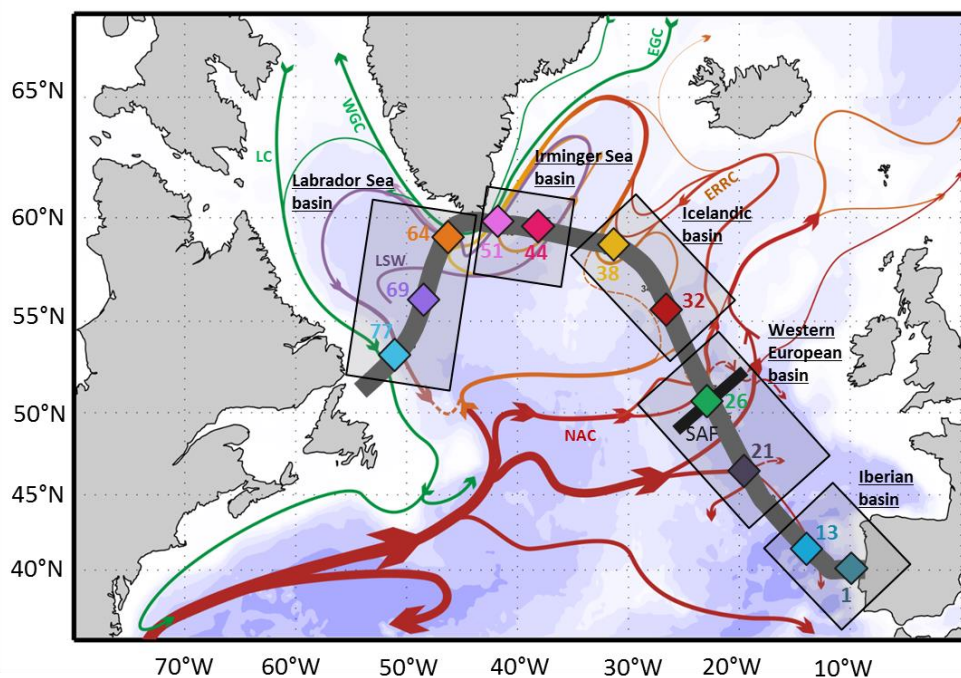 65°N
60°N
55°N
50°N
45°N
40°N
70°W
60°W
50°W
40°W
30°W
20°W
10°W
EGC
WGC
LC
Labrador Sea
basin
Irminger Sea
basin
ERRC
Icelandic
basin
64
51
44
38
LSW
69
32
77
Western
European
basin
26
SAF
NAC
21
Iberian
basin
13
1